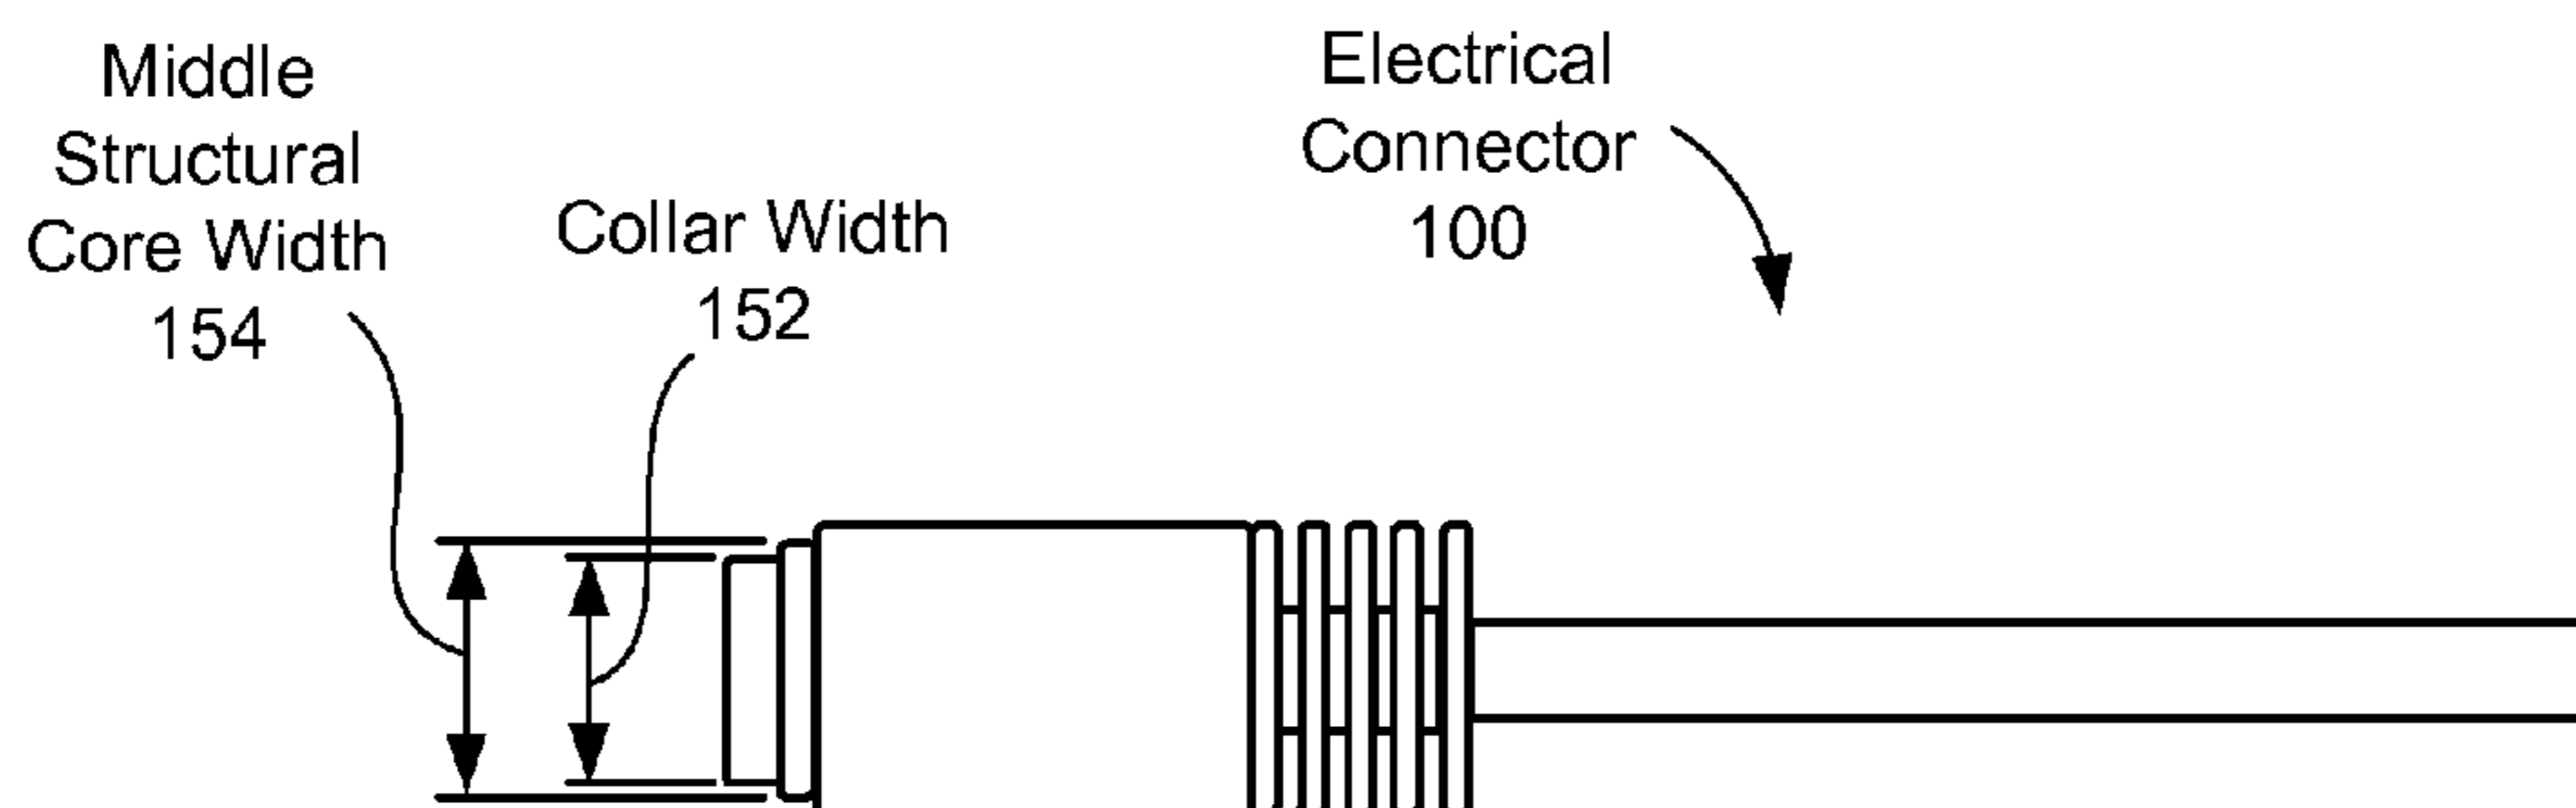 Middle
Structural
Core Width
154
Collar Width
152
Electrical
Connector
100